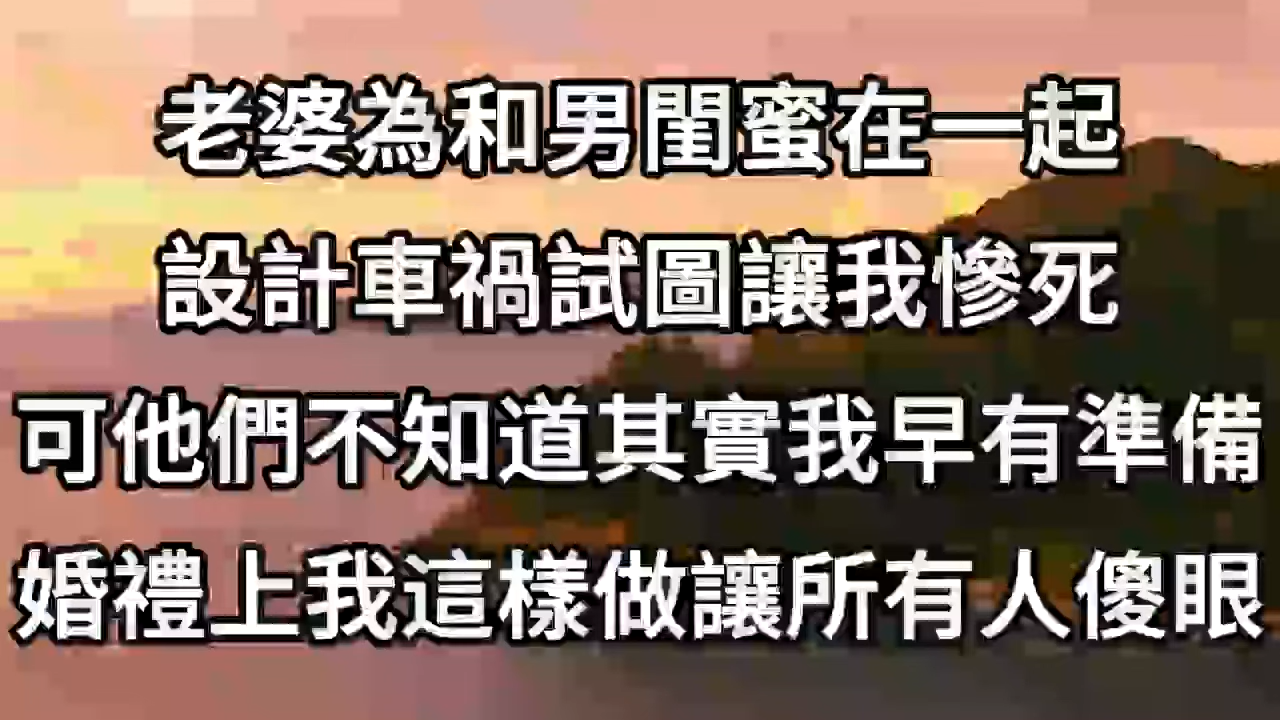 老婆為和男閨蜜在一起
設計車禍試圖讓我慘死
可他們不知道其實我早有準備
婚禮上我這樣做讓所有人傻眼